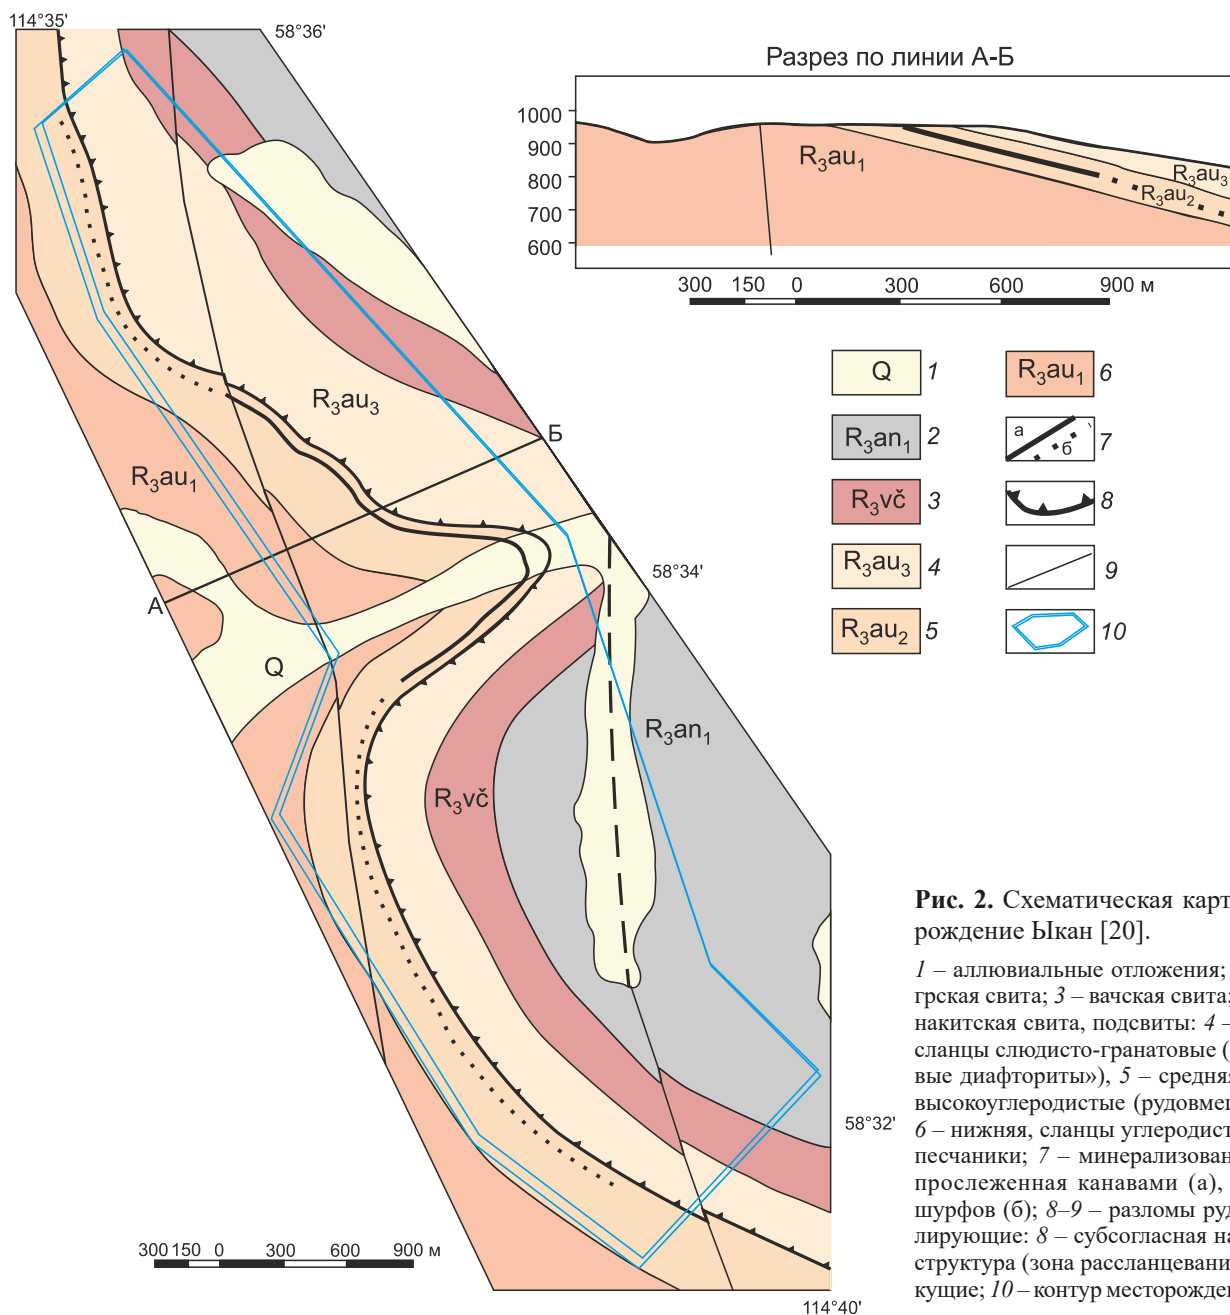 114°35'
58°36'
Разрез по линии А-Б
1000
900
800
700
600
R₃au₁
R₃au₃
R₃au₂
300 150 0 300 600 900 м
Q 1
R₃an₁ 2
R₃vč 3
R₃au₃ 4
R₃au₂ 5
R₃au₁ 6
а б 7
8
9
10
R₃au₃
Б
R₃au₁
А
Q
58°34'
R₃an₁
R₃vč
58°32'
300 150 0 300 600 900 м
114°40'
Рис. 2. Схематическая карт
рождение Ыкан [20].
1 – аллювиальные отложения;
грская свита; 3 – вачская свита;
накитская свита, подсвиты: 4 –
сланцы слюдисто-гранатовые (
вые диафториты»), 5 – средняя
высокоуглеродистые (рудовмещ
6 – нижняя, сланцы углеродист
песчаники; 7 – минерализован
прослеженная канавами (а),
шурфов (б); 8–9 – разломы руд
лирующие: 8 – субсогласная на
структура (зона рассланцевани
кущие; 10 – контур месторожден